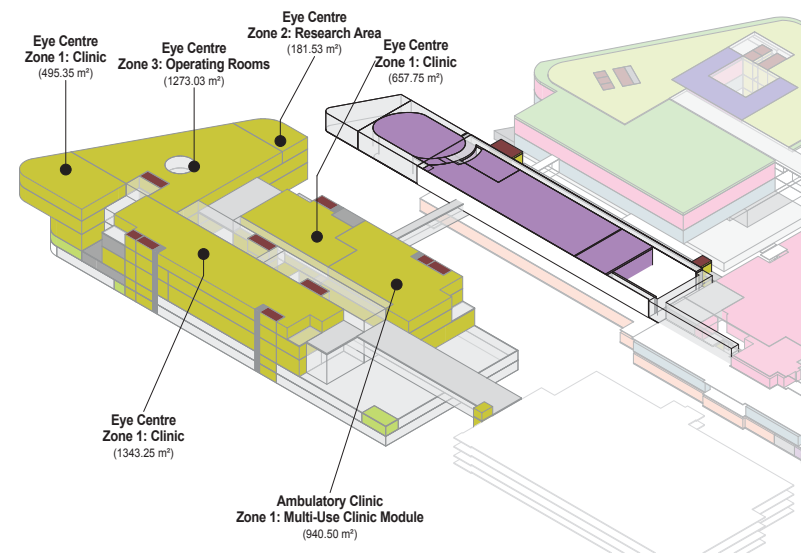 Eye Centre
Zone 2: Research Area
(181.53 m²)
Eye Centre
Zone 1: Clinic
(495.35 m²)
Eye Centre
Zone 3: Operating Rooms
(1273.03 m²)
Eye Centre
Zone 1: Clinic
(657.75 m²)
Eye Centre
Zone 1: Clinic
(1343.25 m²)
Ambulatory Clinic
Zone 1: Multi-Use Clinic Module
(940.50 m²)